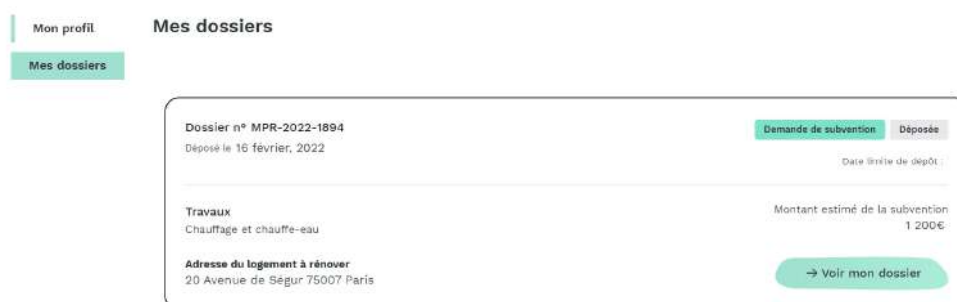 Mon profil
Mes dossiers
Mes dossiers
Dossier n° MPR-2022-1894
Déposé le 16 février, 2022
Demande de subvention
Déposée
Date limite de dépôt :
Travaux
Chauffage et chauffe-eau
Montant estimé de la subvention
1 200€
Adresse du logement à rénover
20 Avenue de Ségur 75007 Paris
→ Voir mon dossier